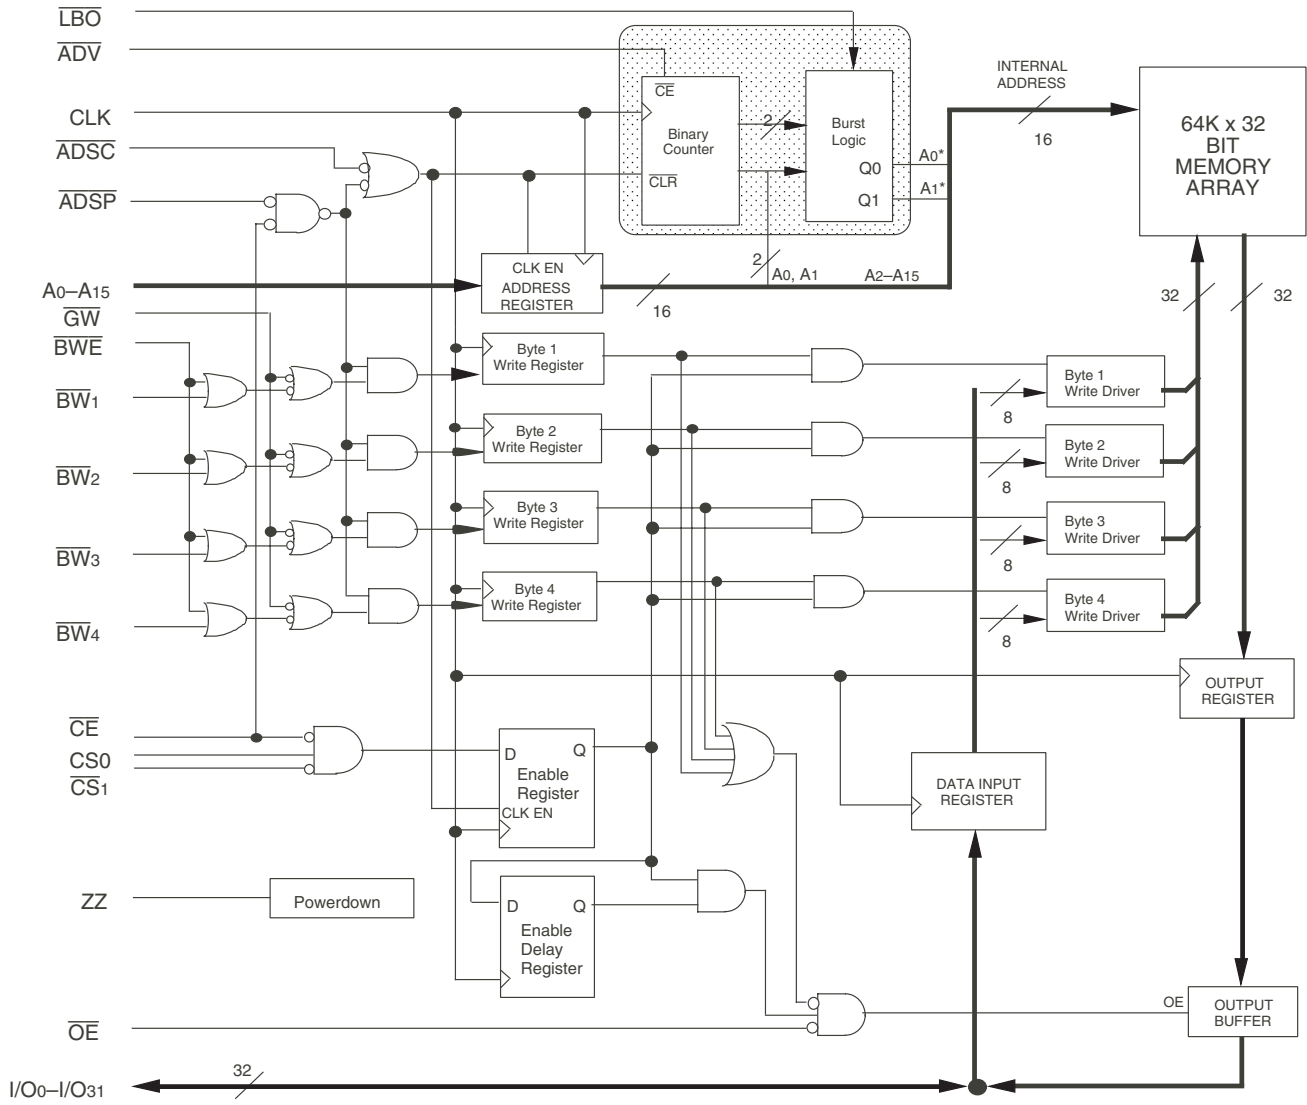 LBO
ADV
CLK
ADSC
ADSP
A0–A15
GW
BWE
BW1
BW2
BW3
BW4
CE
CS0
CS1
ZZ
OE
I/O0–I/O31
32
CE
Binary
Counter
CLR
2
Burst
Logic
Q0
Q1
A0*
A1*
2
A0, A1
A2–A15
INTERNAL
ADDRESS
16
64K x 32
BIT
MEMORY
ARRAY
CLK EN
ADDRESS
REGISTER
16
32
32
Byte 1
Write Register
Byte 2
Write Register
Byte 3
Write Register
Byte 4
Write Register
Byte 1
Write Driver
8
Byte 2
Write Driver
8
Byte 3
Write Driver
8
Byte 4
Write Driver
8
OUTPUT
REGISTER
D
Q
Enable
Register
CLK EN
DATA INPUT
REGISTER
Powerdown
D
Q
Enable
Delay
Register
OE
OUTPUT
BUFFER